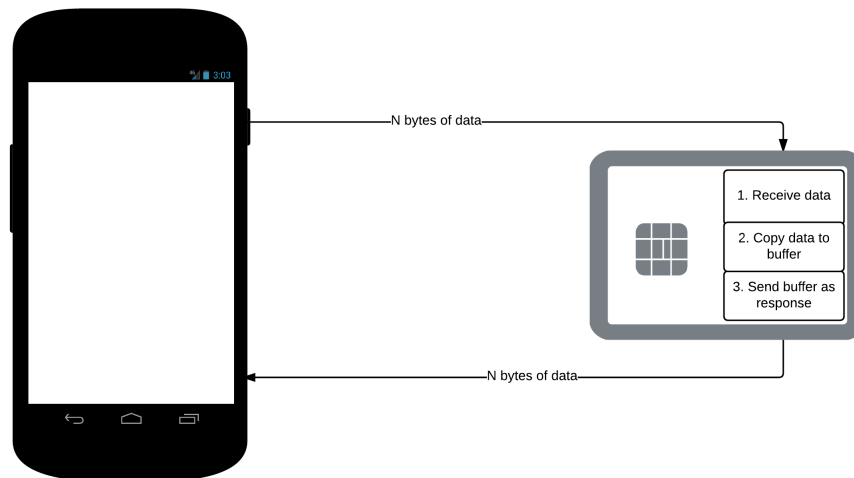 3:03
N bytes of data
1. Receive data
2. Copy data to
buffer
3. Send buffer as
response
N bytes of data